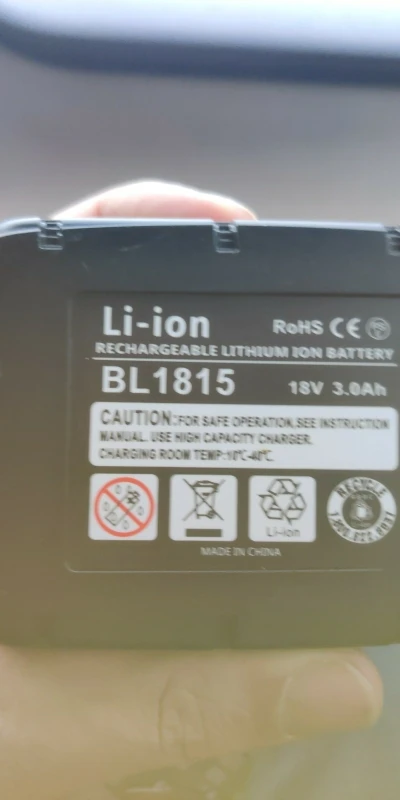 Li-ion
RoHS CE
RECHARGEABLE LITHIUM ION BATTERY
BL1815
18V 3.0Ah
CAUTION:FOR SAFE OPERATION,SEE INSTRUCTION
MANUAL. USE HIGH CAPACITY CHARGER.
CHARGING ROOM TEMP:10℃-40℃.
Li-ion
RECYCLE
MADE IN CHINA